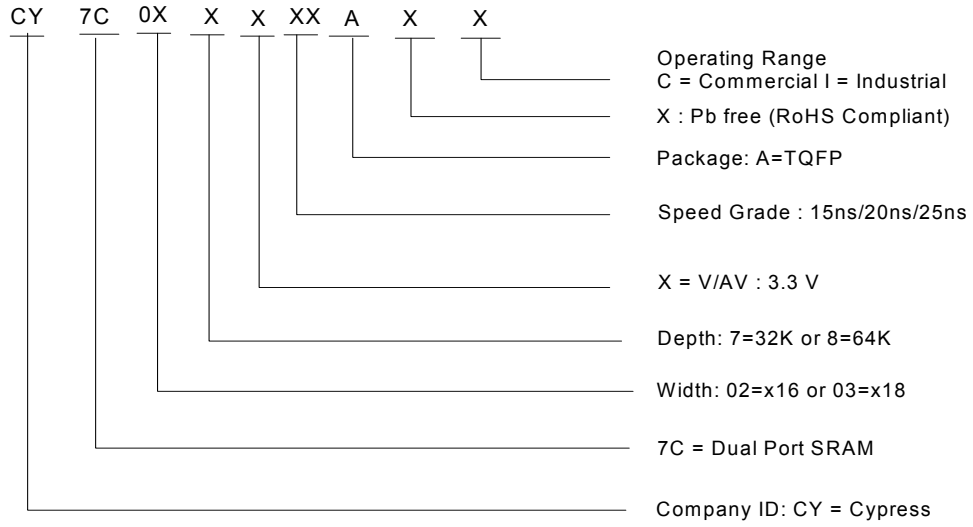 CY 7C 0X X X XX A X X
Operating Range
C = Commercial I = Industrial
X : Pb free (RoHS Compliant)
Package: A=TQFP
Speed Grade : 15ns/20ns/25ns
X = V/AV : 3.3 V
Depth: 7=32K or 8=64K
Width: 02=x16 or 03=x18
7C = Dual Port SRAM
Company ID: CY = Cypress